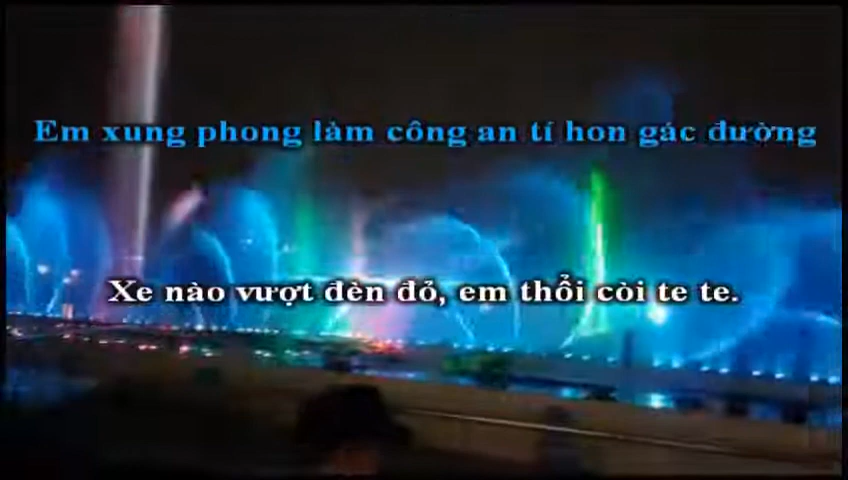 Em xung phong làm công an tí hon gác đường
Xe nào vượt đèn đỏ, em thổi còi te te.